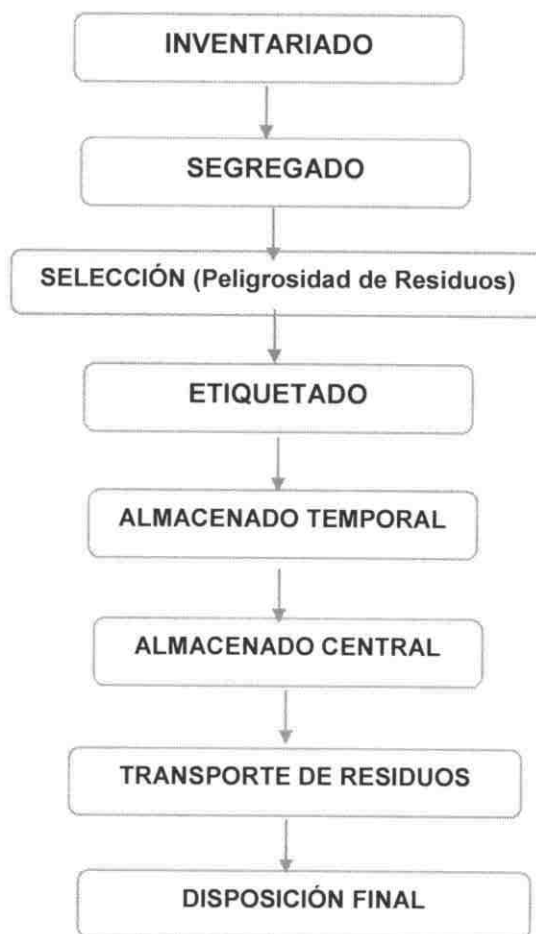 INVENTARIADO
SEGREGADO
SELECCIÓN (Peligrosidad de Residuos)
ETIQUETADO
ALMACENADO TEMPORAL
ALMACENADO CENTRAL
TRANSPORTE DE RESIDUOS
DISPOSICIÓN FINAL